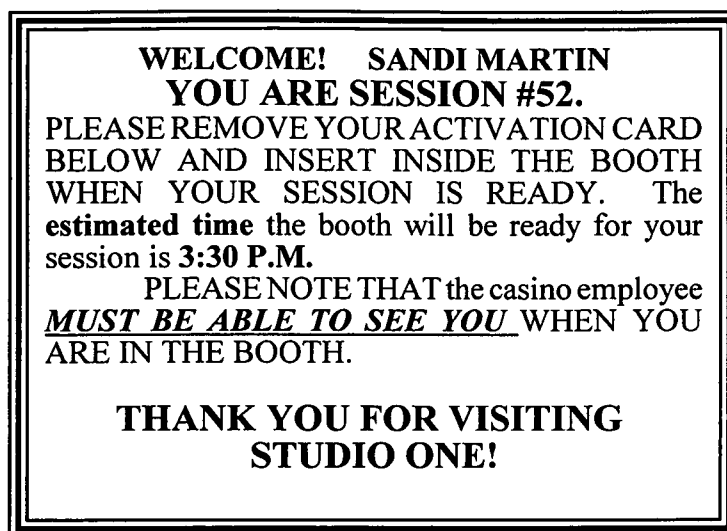 WELCOME! SANDI MARTIN
YOU ARE SESSION #52.
PLEASE REMOVE YOUR ACTIVATION CARD
BELOW AND INSERT INSIDE THE BOOTH
WHEN YOUR SESSION IS READY. The
estimated time the booth will be ready for your
session is 3:30 P.M.
PLEASE NOTE THAT the casino employee
MUST BE ABLE TO SEE YOU WHEN YOU
ARE IN THE BOOTH.
THANK YOU FOR VISITING
STUDIO ONE!